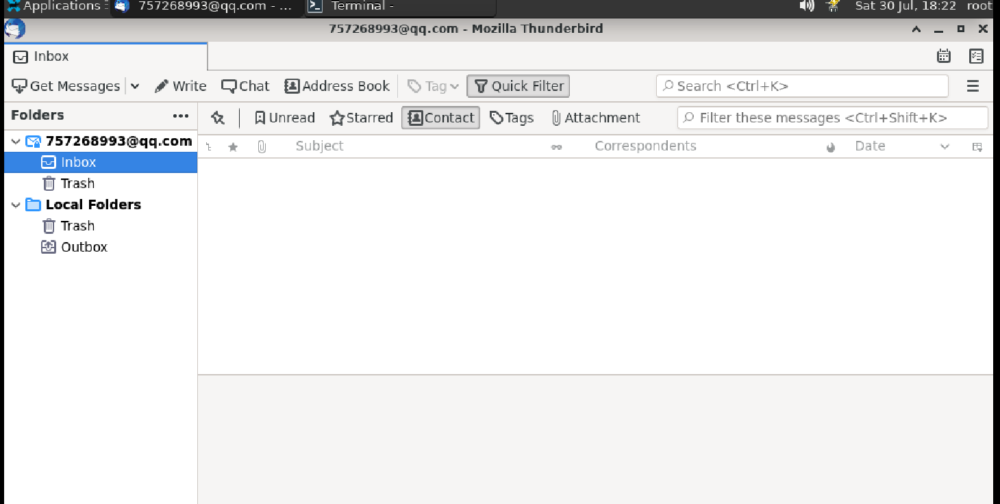 Applications 757268993@qq.com - ... Terminal - Sat 30 Jul, 18:22 root
757268993@qq.com - Mozilla Thunderbird
Inbox
Get Messages Write Chat Address Book Tag Quick Filter Search <Ctrl+K>
Folders ••• Unread Starred Contact Tags Attachment Filter these messages <Ctrl+Shift+K>
757268993@qq.com Subject Correspondents Date
Inbox
Trash
Local Folders
Trash
Outbox